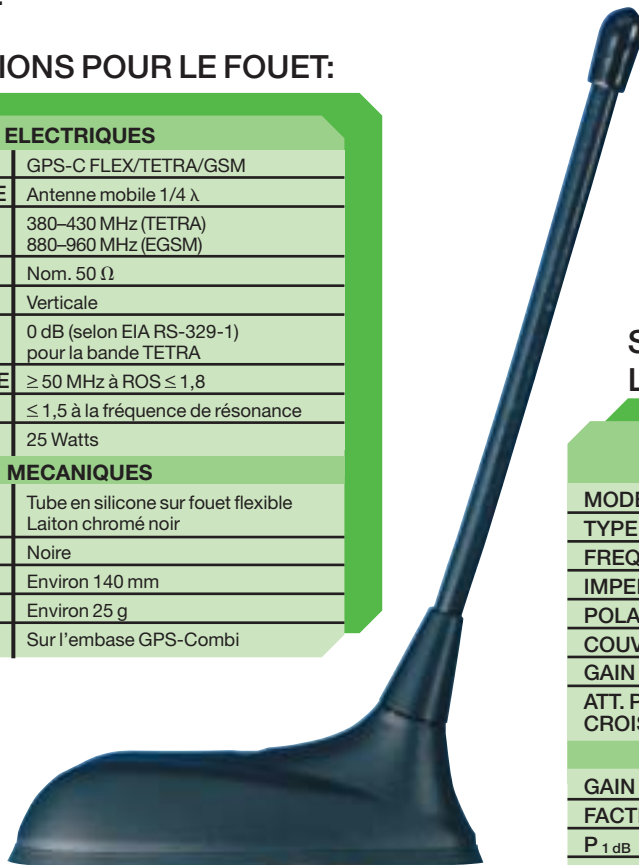 IONS POUR LE FOUET:
ELECTRIQUES
GPS-C FLEX/TETRA/GSM
E Antenne mobile 1/4 λ
380–430 MHz (TETRA)
880–960 MHz (EGSM)
Nom. 50 Ω
Verticale
0 dB (selon EIA RS-329-1)
pour la bande TETRA
E ≥ 50 MHz à ROS ≤ 1,8
≤ 1,5 à la fréquence de résonance
25 Watts
MECANIQUES
Tube en silicone sur fouet flexible
Laiton chromé noir
Noire
Environ 140 mm
Environ 25 g
Sur l'embase GPS-Combi
S
L
MODE
TYPE
FREQ
IMPE
POLA
COUV
GAIN
ATT. P
CROIS
GAIN
FACT
P 1 dB